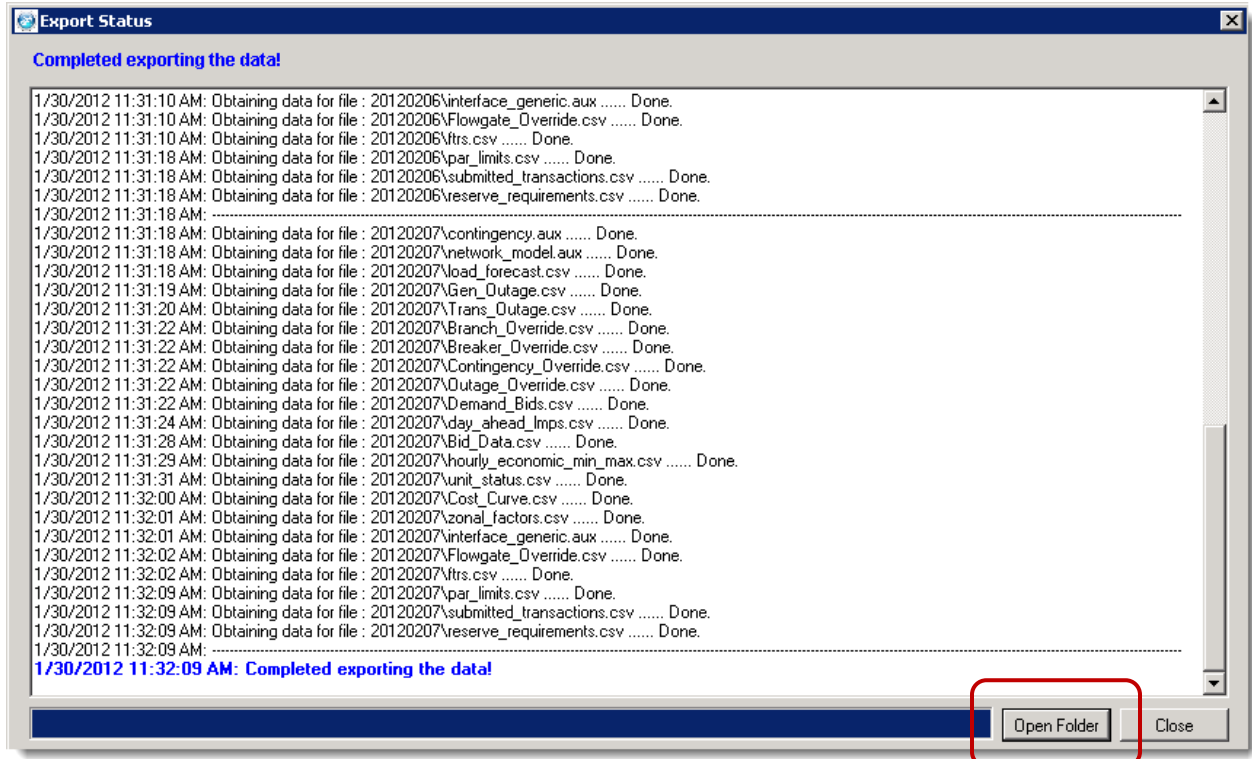 Export Status
Completed exporting the data!
1/30/2012 11:31:10 AM: Obtaining data for file : 20120206\interface_generic.aux ...... Done.
1/30/2012 11:31:10 AM: Obtaining data for file : 20120206\Flowgate_Override.csv ...... Done.
1/30/2012 11:31:10 AM: Obtaining data for file : 20120206\ftrs.csv ...... Done.
1/30/2012 11:31:18 AM: Obtaining data for file : 20120206\par_limits.csv ...... Done.
1/30/2012 11:31:18 AM: Obtaining data for file : 20120206\submitted_transactions.csv ...... Done.
1/30/2012 11:31:18 AM: Obtaining data for file : 20120206\reserve_requirements.csv ...... Done.
1/30/2012 11:31:18 AM: ------------------------------------------------------------
1/30/2012 11:31:18 AM: Obtaining data for file : 20120207\contingency.aux ...... Done.
1/30/2012 11:31:18 AM: Obtaining data for file : 20120207\network_model.aux ...... Done.
1/30/2012 11:31:18 AM: Obtaining data for file : 20120207\load_forecast.csv ...... Done.
1/30/2012 11:31:19 AM: Obtaining data for file : 20120207\Gen_Outage.csv ...... Done.
1/30/2012 11:31:20 AM: Obtaining data for file : 20120207\Trans_Outage.csv ...... Done.
1/30/2012 11:31:22 AM: Obtaining data for file : 20120207\Branch_Override.csv ...... Done.
1/30/2012 11:31:22 AM: Obtaining data for file : 20120207\Breaker_Override.csv ...... Done.
1/30/2012 11:31:22 AM: Obtaining data for file : 20120207\Contingency_Override.csv ...... Done.
1/30/2012 11:31:22 AM: Obtaining data for file : 20120207\Outage_Override.csv ...... Done.
1/30/2012 11:31:22 AM: Obtaining data for file : 20120207\Demand_Bids.csv ...... Done.
1/30/2012 11:31:24 AM: Obtaining data for file : 20120207\day_ahead_lmps.csv ...... Done.
1/30/2012 11:31:28 AM: Obtaining data for file : 20120207\Bid_Data.csv ...... Done.
1/30/2012 11:31:29 AM: Obtaining data for file : 20120207\hourly_economic_min_max.csv ...... Done.
1/30/2012 11:31:31 AM: Obtaining data for file : 20120207\unit_status.csv ...... Done.
1/30/2012 11:32:00 AM: Obtaining data for file : 20120207\Cost_Curve.csv ...... Done.
1/30/2012 11:32:01 AM: Obtaining data for file : 20120207\zonal_factors.csv ...... Done.
1/30/2012 11:32:01 AM: Obtaining data for file : 20120207\interface_generic.aux ...... Done.
1/30/2012 11:32:02 AM: Obtaining data for file : 20120207\Flowgate_Override.csv ...... Done.
1/30/2012 11:32:02 AM: Obtaining data for file : 20120207\ftrs.csv ...... Done.
1/30/2012 11:32:09 AM: Obtaining data for file : 20120207\par_limits.csv ...... Done.
1/30/2012 11:32:09 AM: Obtaining data for file : 20120207\submitted_transactions.csv ...... Done.
1/30/2012 11:32:09 AM: Obtaining data for file : 20120207\reserve_requirements.csv ...... Done.
1/30/2012 11:32:09 AM: ------------------------------------------------------------
1/30/2012 11:32:09 AM: Completed exporting the data!
Open Folder
Close